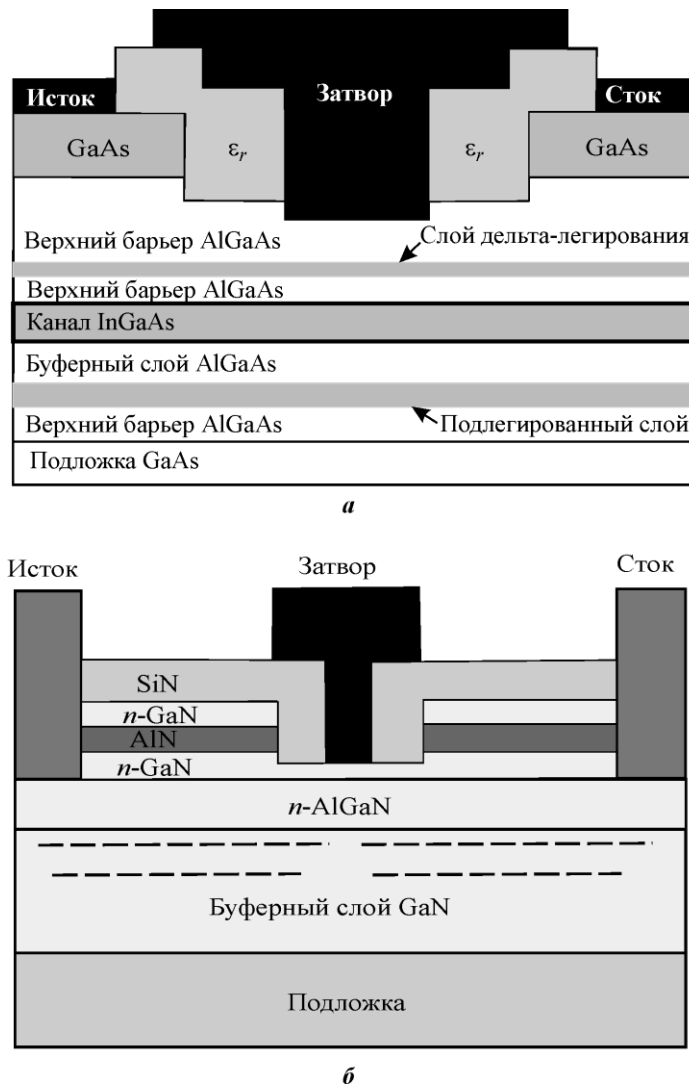 Исток
Затвор
Сток
GaAs
εr
εr
GaAs
Верхний барьер AlGaAs
Слой дельта-легирования
Верхний барьер AlGaAs
Канал InGaAs
Буферный слой AlGaAs
Верхний барьер AlGaAs
Подлегированный слой
Подложка GaAs
а
Исток
Затвор
Сток
SiN
n-GaN
AlN
n-GaN
n-AlGaN
Буферный слой GaN
Подложка
б